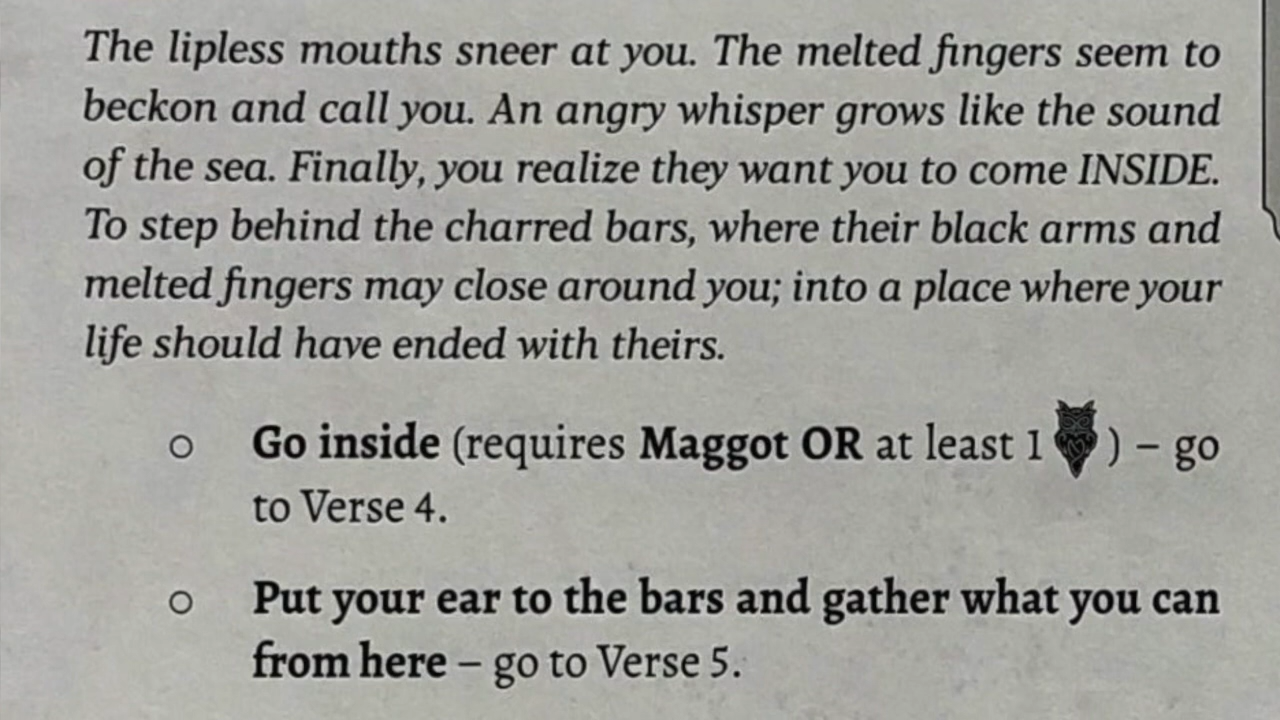 The lipless mouths sneer at you. The melted fingers seem to
beckon and call you. An angry whisper grows like the sound
of the sea. Finally, you realize they want you to come INSIDE.
To step behind the charred bars, where their black arms and
melted fingers may close around you; into a place where your
life should have ended with theirs.
○ Go inside (requires Maggot OR at least 1 ) – go
to Verse 4.
○ Put your ear to the bars and gather what you can
from here – go to Verse 5.